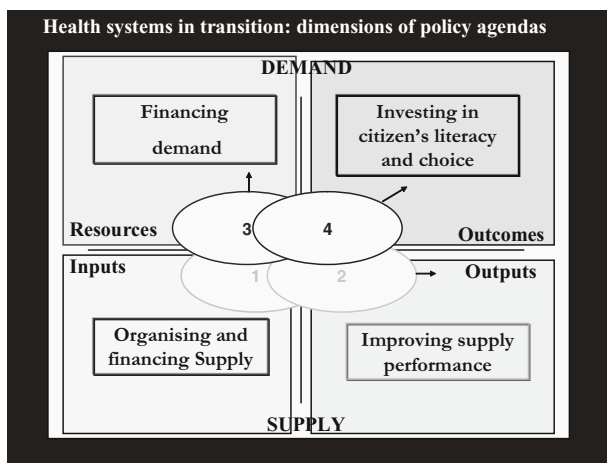 Health systems in transition: dimensions of policy agendas
DEMAND
Financing
demand
Investing in
citizen's literacy
and choice
3
4
Resources
Outcomes
Inputs
1
2
Outputs
Organising and
financing Supply
Improving supply
performance
SUPPLY